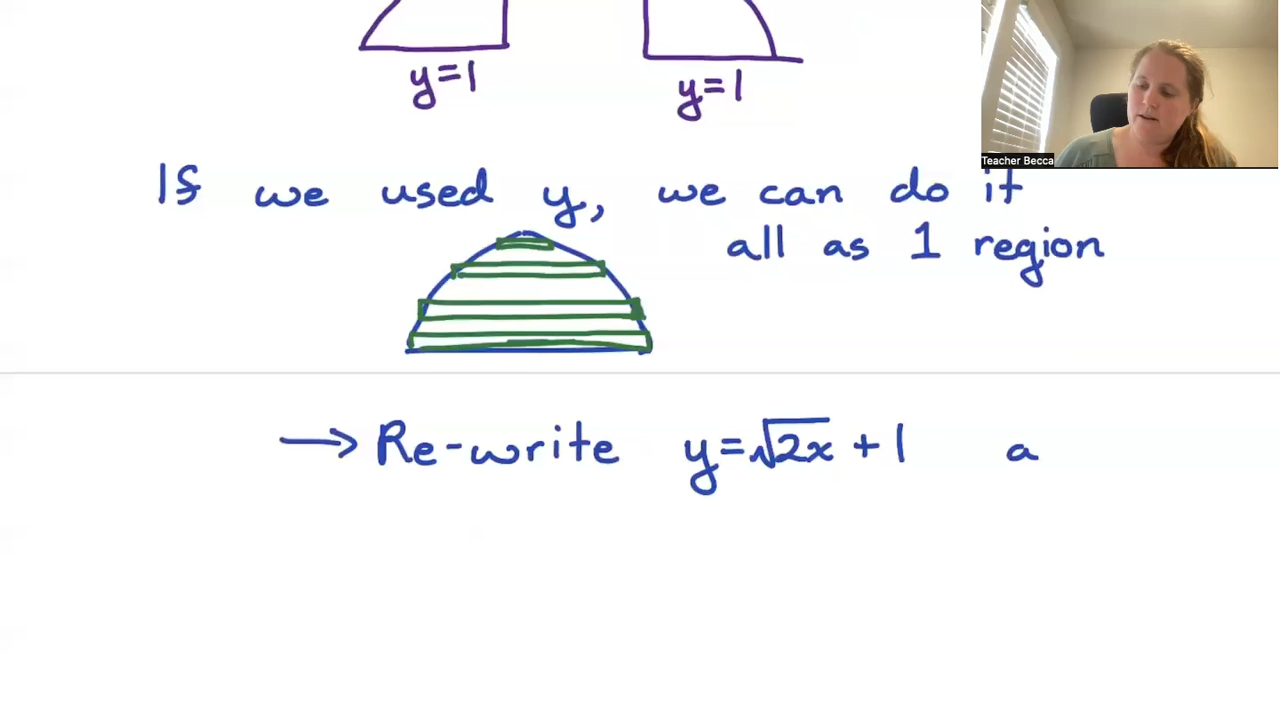 y=1 y=1
Teacher Becca
If we used y, we can do it
all as 1 region
→ Re-write y=√2x + 1 a